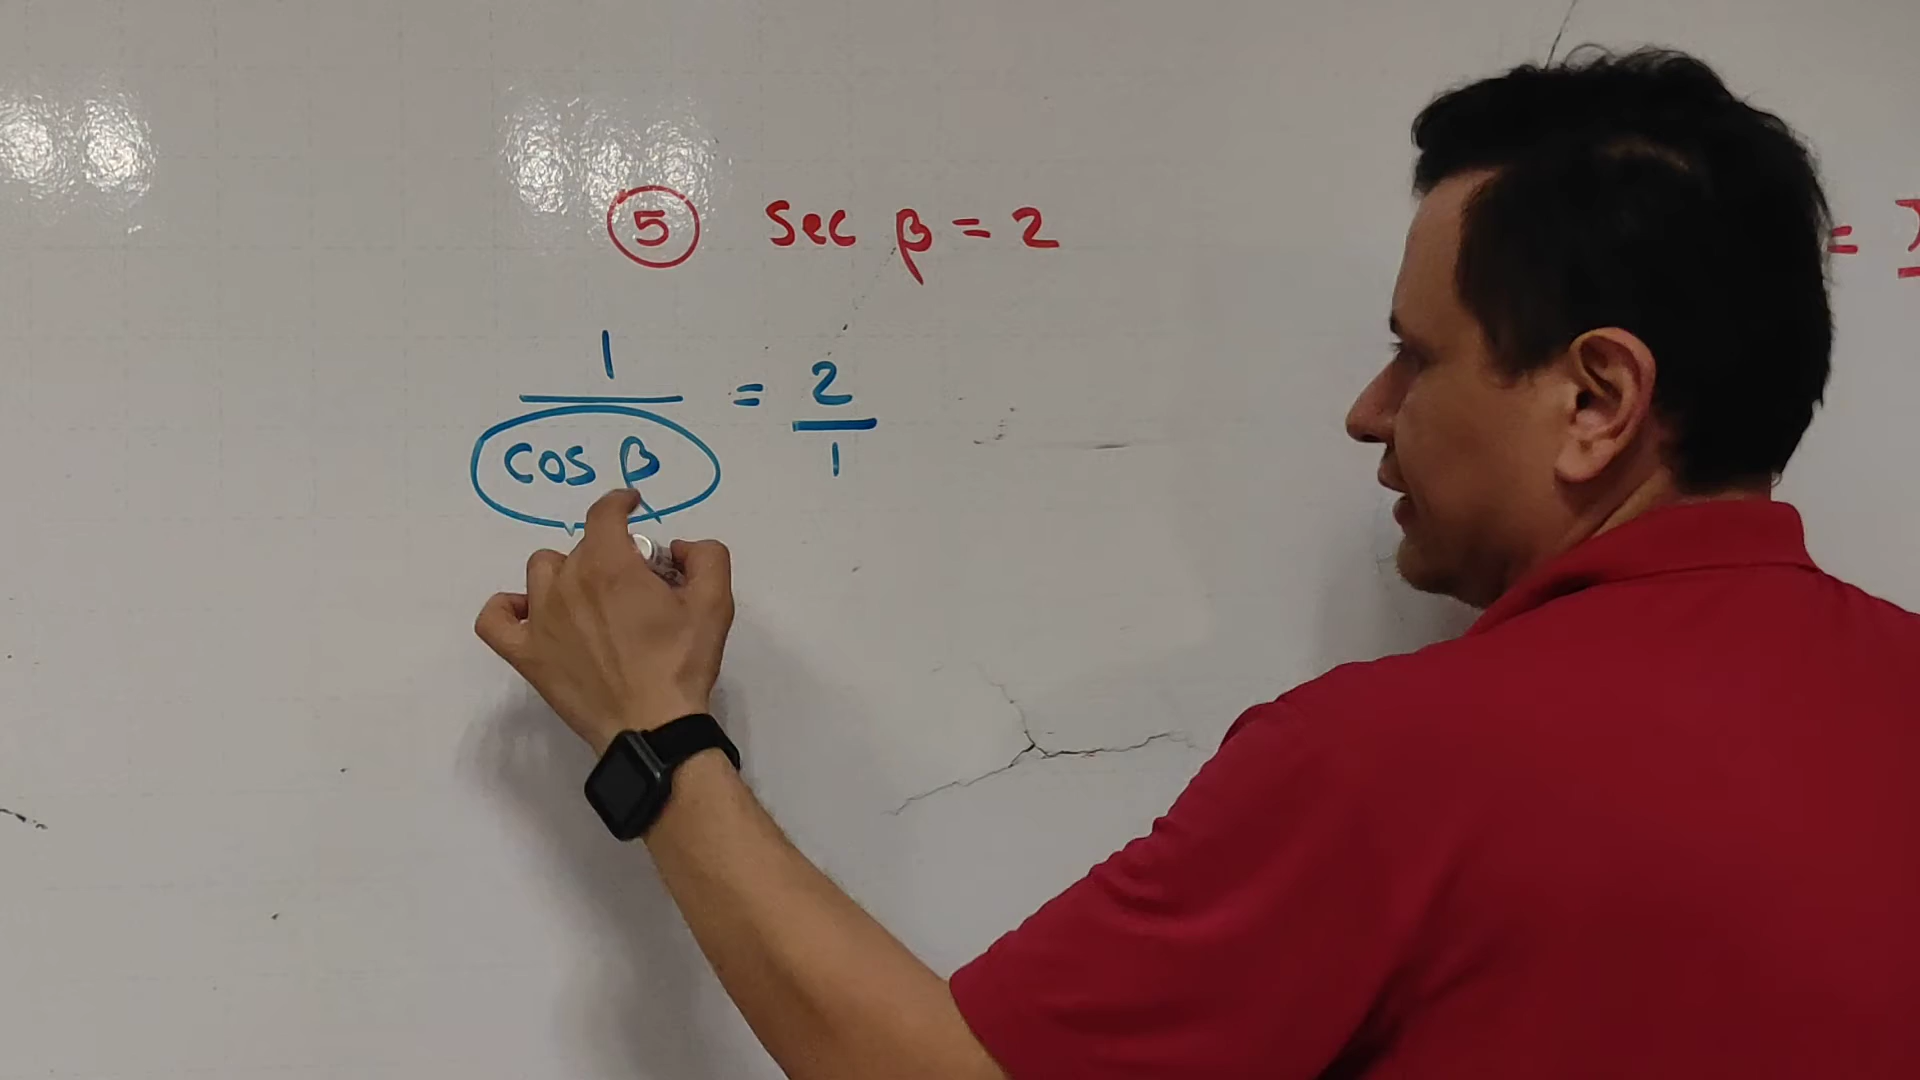 ⑤ Sec β = 2
1 / cos β = 2 / 1
=